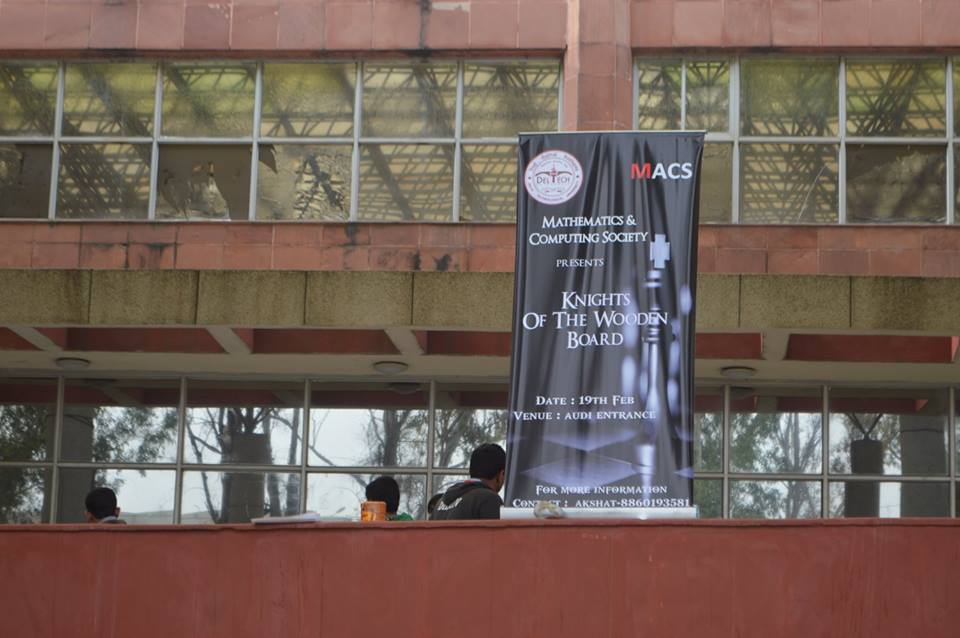 DELTECH
MACS
MATHEMATICS &
COMPUTING SOCIETY
PRESENTS
KNIGHTS
OF THE WOODEN
BOARD
DATE : 19TH FEB
VENUE : AUDI ENTRANCE
FOR MORE INFORMATION
CONTACT : AKSHAT-8860193581